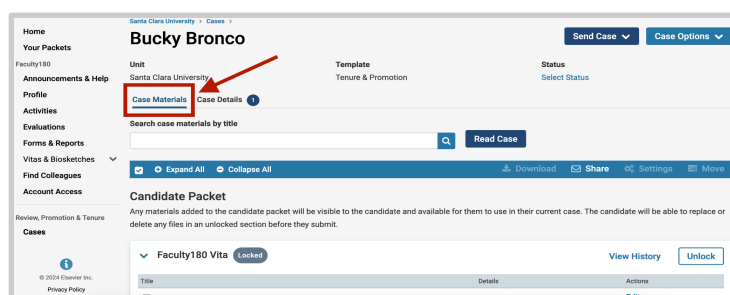 Santa Clara University > Cases >
Bucky Bronco
Send Case
Case Options
Home
Your Packets
Faculty180
Announcements & Help
Profile
Activities
Evaluations
Forms & Reports
Vitas & Biosketches
Find Colleagues
Account Access
Review, Promotion & Tenure
Cases
© 2024 Elsevier Inc.
Privacy Policy
Unit
Santa Clara University
Template
Tenure & Promotion
Status
Select Status
Case Materials
Case Details 1
Search case materials by title
Read Case
Expand All
Collapse All
Download
Share
Settings
Move
Candidate Packet
Any materials added to the candidate packet will be visible to the candidate and available for them to use in their current case. The candidate will be able to replace or
delete any files in an unlocked section before they submit.
Faculty180 Vita Locked
View History
Unlock
Title
Details
Actions